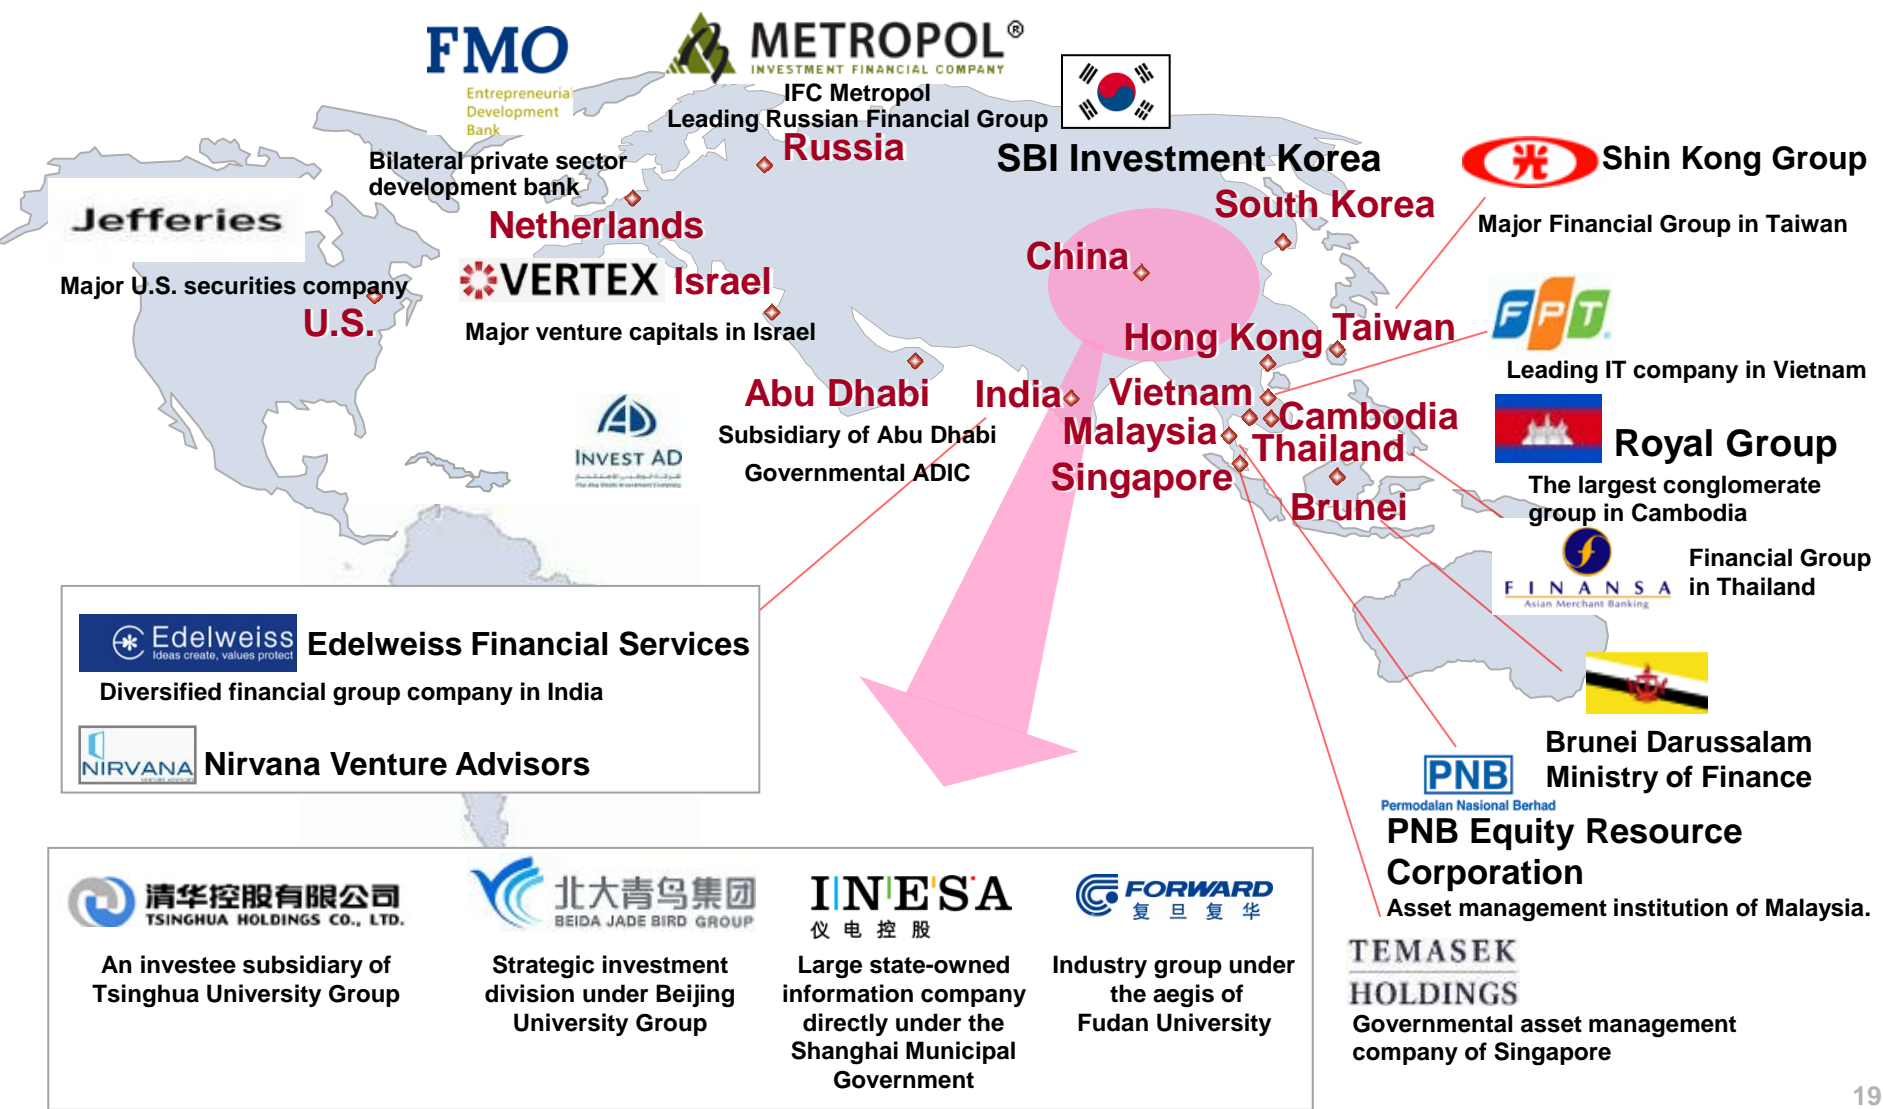 FMO
Entrepreneurial
Development
Bank
METROPOL®
INVESTMENT FINANCIAL COMPANY
IFC Metropol
Leading Russian Financial Group
Russia
Bilateral private sector
development bank
Netherlands
SBI Investment Korea
South Korea
光
Shin Kong Group
Major Financial Group in Taiwan
Jefferies
Major U.S. securities company
U.S.
VERTEX
Israel
Major venture capitals in Israel
China
Hong Kong
Taiwan
FPT
Leading IT company in Vietnam
Abu Dhabi
Subsidiary of Abu Dhabi
Governmental ADIC
INVEST AD
The Abu Dhabi Investment Company
India
Vietnam
Malaysia
Singapore
Cambodia
Thailand
Brunei
Royal Group
The largest conglomerate
group in Cambodia
FINANSA
Asian Merchant Banking
Financial Group
in Thailand
Edelweiss
Ideas create, values protect
Edelweiss Financial Services
Diversified financial group company in India
NIRVANA
VENTURE ADVISORS
Nirvana Venture Advisors
Brunei Darussalam
Ministry of Finance
PNB
Permodalan Nasional Berhad
PNB Equity Resource
Corporation
Asset management institution of Malaysia.
TEMASEK
HOLDINGS
Governmental asset management
company of Singapore
清华控股有限公司
TSINGHUA HOLDINGS CO., LTD.
An investee subsidiary of
Tsinghua University Group
北大青鸟集团
BEIDA JADE BIRD GROUP
Strategic investment
division under Beijing
University Group
INESA
仪电控股
Large state-owned
information company
directly under the
Shanghai Municipal
Government
FORWARD
复旦复华
Industry group under
the aegis of
Fudan University
19